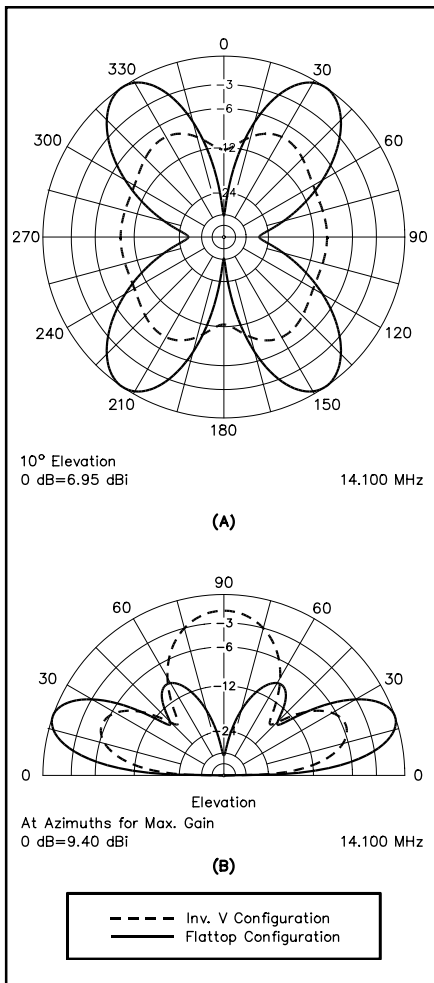 0
330 30
-3
-6
300 60
-12
-24
270 90
240 120
210 150
180
10° Elevation
0 dB=6.95 dBi 14.100 MHz
(A)
90
60 60
-3
-6
30 30
-12
-24
0 0
Elevation
At Azimuths for Max. Gain
0 dB=9.40 dBi 14.100 MHz
(B)
Inv. V Configuration
Flattop Configuration